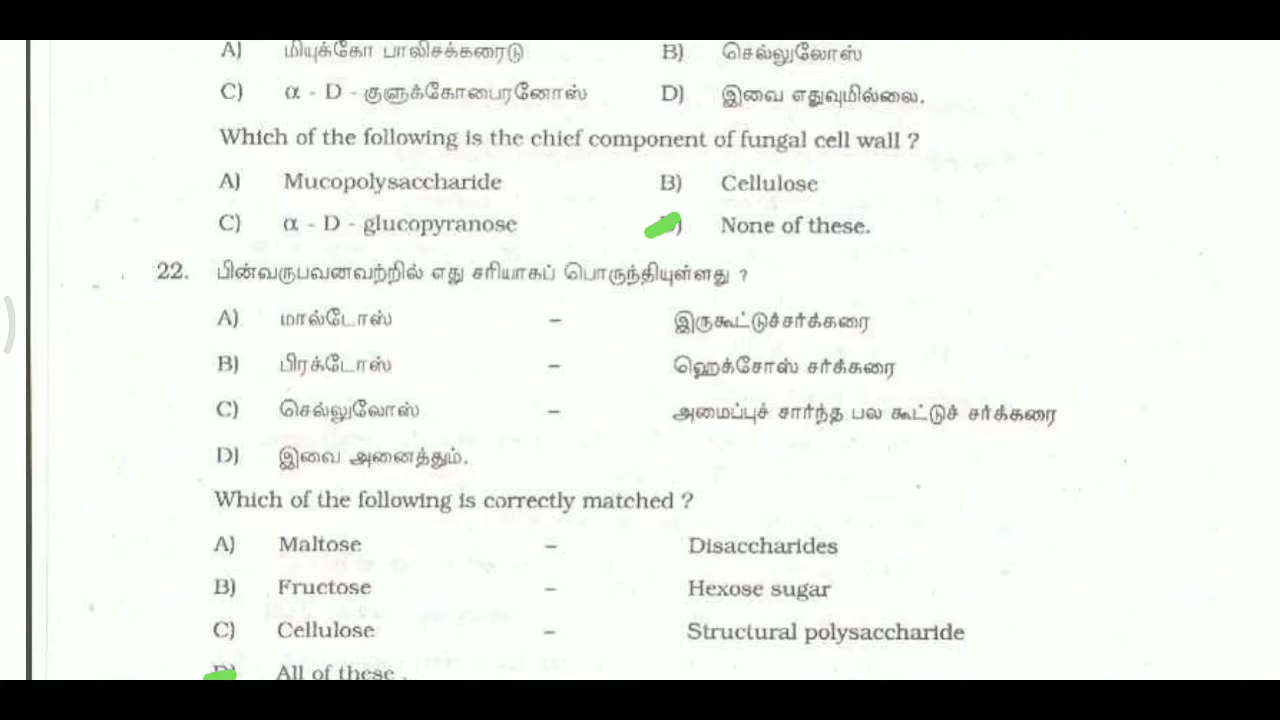 A) மியுக்கோ பாலிசக்கரைடு B) செல்லுலோஸ்
C) α - D - குளுக்கோபைரனோஸ் D) இவை எதுவுமில்லை.
Which of the following is the chief component of fungal cell wall ?
A) Mucopolysaccharide B) Cellulose
C) α - D - glucopyranose D) None of these.
22. பின்வருபவனவற்றில் எது சரியாகப் பொருந்தியுள்ளது ?
A) மால்டோஸ் – இருகூட்டுச்சர்க்கரை
B) பிரக்டோஸ் – ஹெக்சோஸ் சர்க்கரை
C) செல்லுலோஸ் – அமைப்புச் சார்ந்த பல கூட்டுச் சர்க்கரை
D) இவை அனைத்தும்.
Which of the following is correctly matched ?
A) Maltose – Disaccharides
B) Fructose – Hexose sugar
C) Cellulose – Structural polysaccharide
D) All of these .